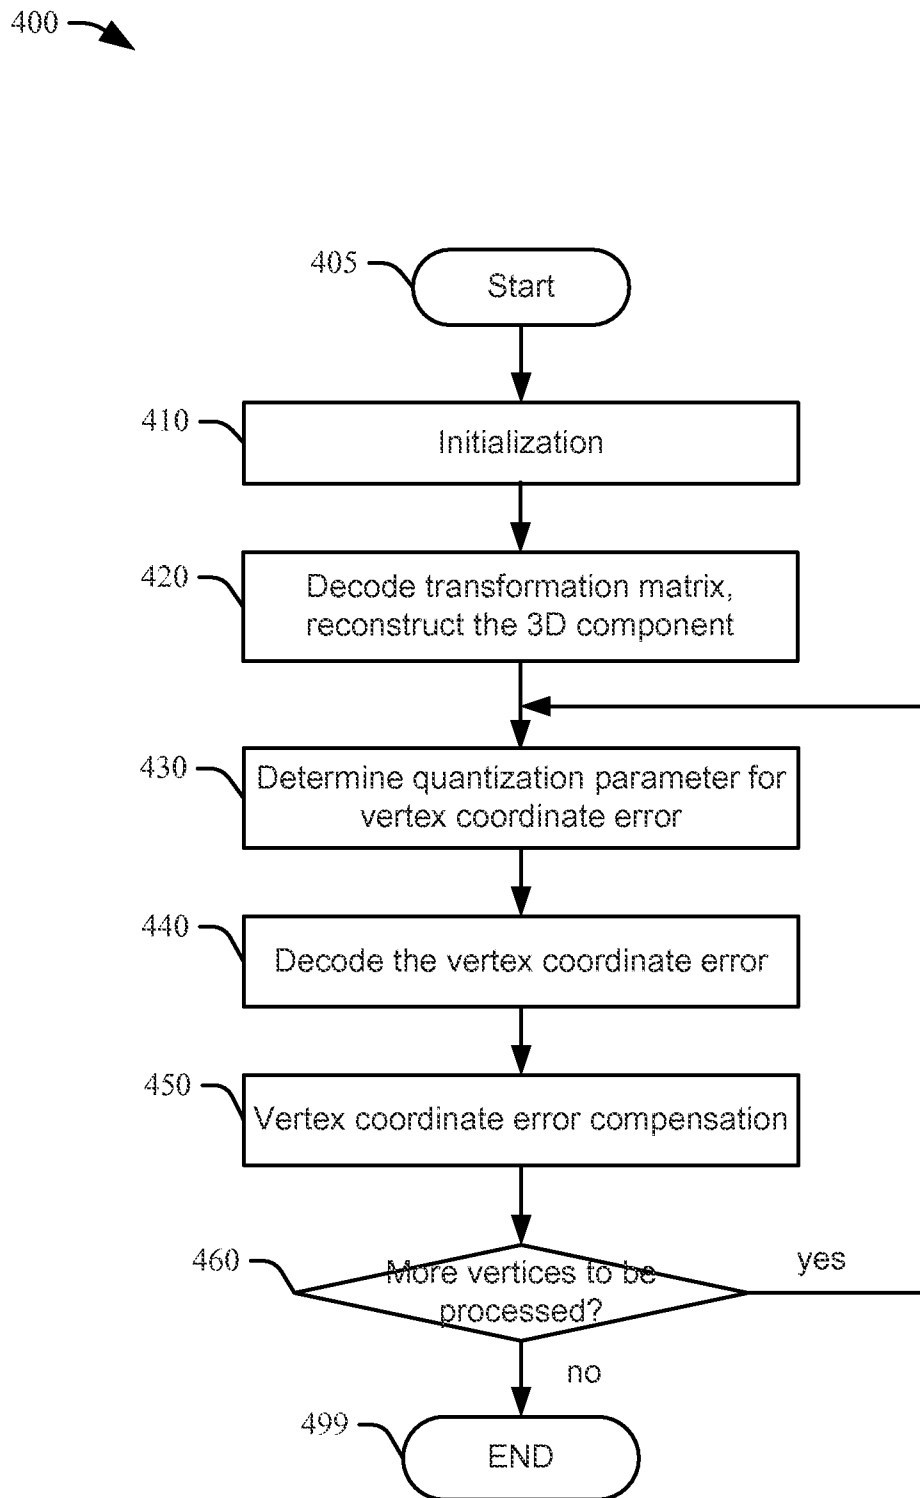 400
405
Start
410
Initialization
420
Decode transformation matrix,
reconstruct the 3D component
430
Determine quantization parameter for
vertex coordinate error
440
Decode the vertex coordinate error
450
Vertex coordinate error compensation
460
More vertices to be
processed?
yes
no
499
END